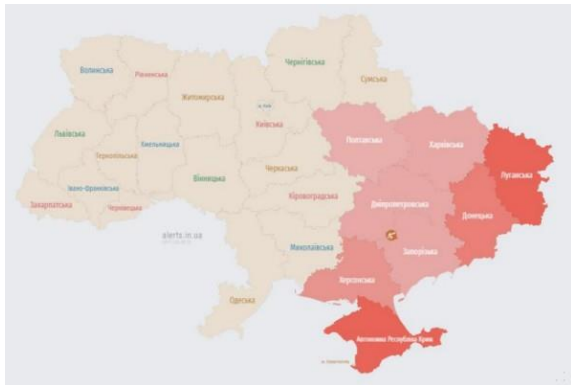 Чернігівська
Волинська
Рівненська
Сумська
Житомирська
м. Київ
Київська
Львівська
Полтавська
Харківська
Хмельницька
Тернопільська
Черкаська
Луганська
Вінницька
Івано-Франківська
Кіровоградська
Дніпропетровська
Донецька
Закарпатська
Чернівецька
alerts.in.ua
Миколаївська
Запорізька
Херсонська
Одеська
Автономна Республіка Крим